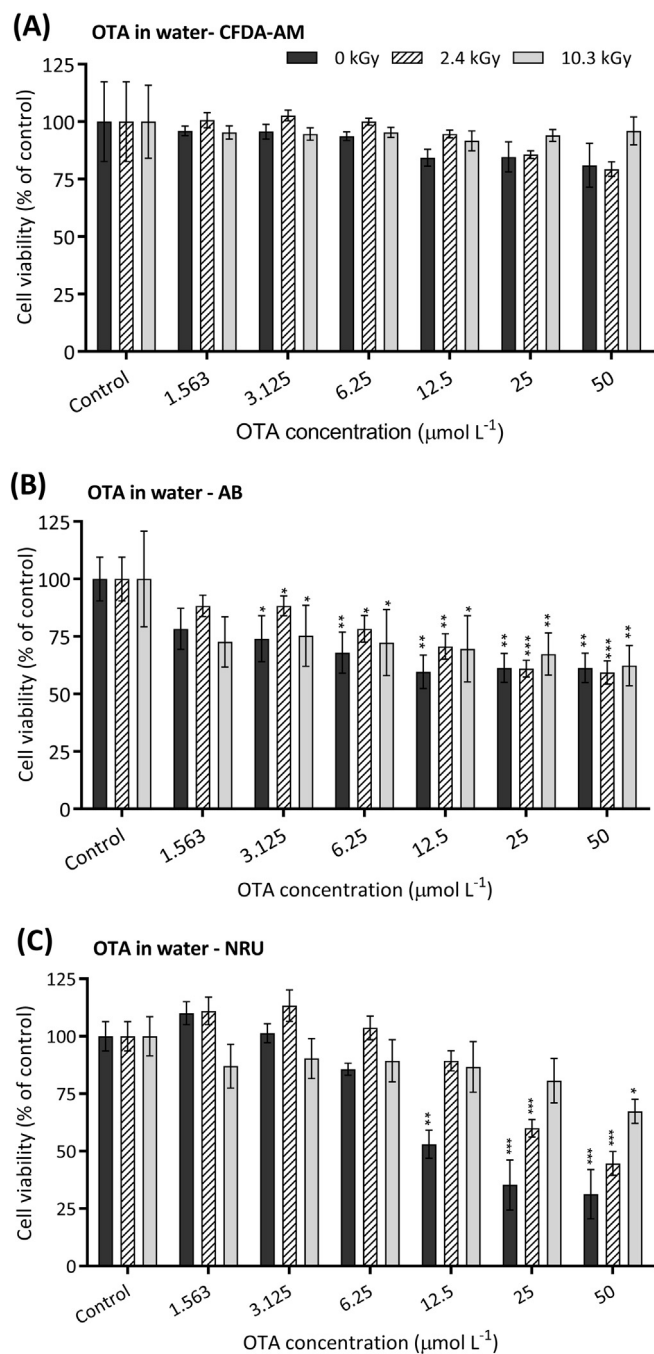 (A)
OTA in water- CFDA-AM
0 kGy 2.4 kGy 10.3 kGy
Cell viability (% of control)
125
100
75
50
25
0
Control 1.563 3.125 6.25 12.5 25 50
OTA concentration (μmol L⁻¹)
(B)
OTA in water - AB
Cell viability (% of control)
125
100
75
50
25
0
* * * ** * * ** ** * ** *** ** ** *** **
Control 1.563 3.125 6.25 12.5 25 50
OTA concentration (μmol L⁻¹)
(C)
OTA in water - NRU
Cell viability (% of control)
125
100
75
50
25
0
** *** *** *** *** *
Control 1.563 3.125 6.25 12.5 25 50
OTA concentration (μmol L⁻¹)